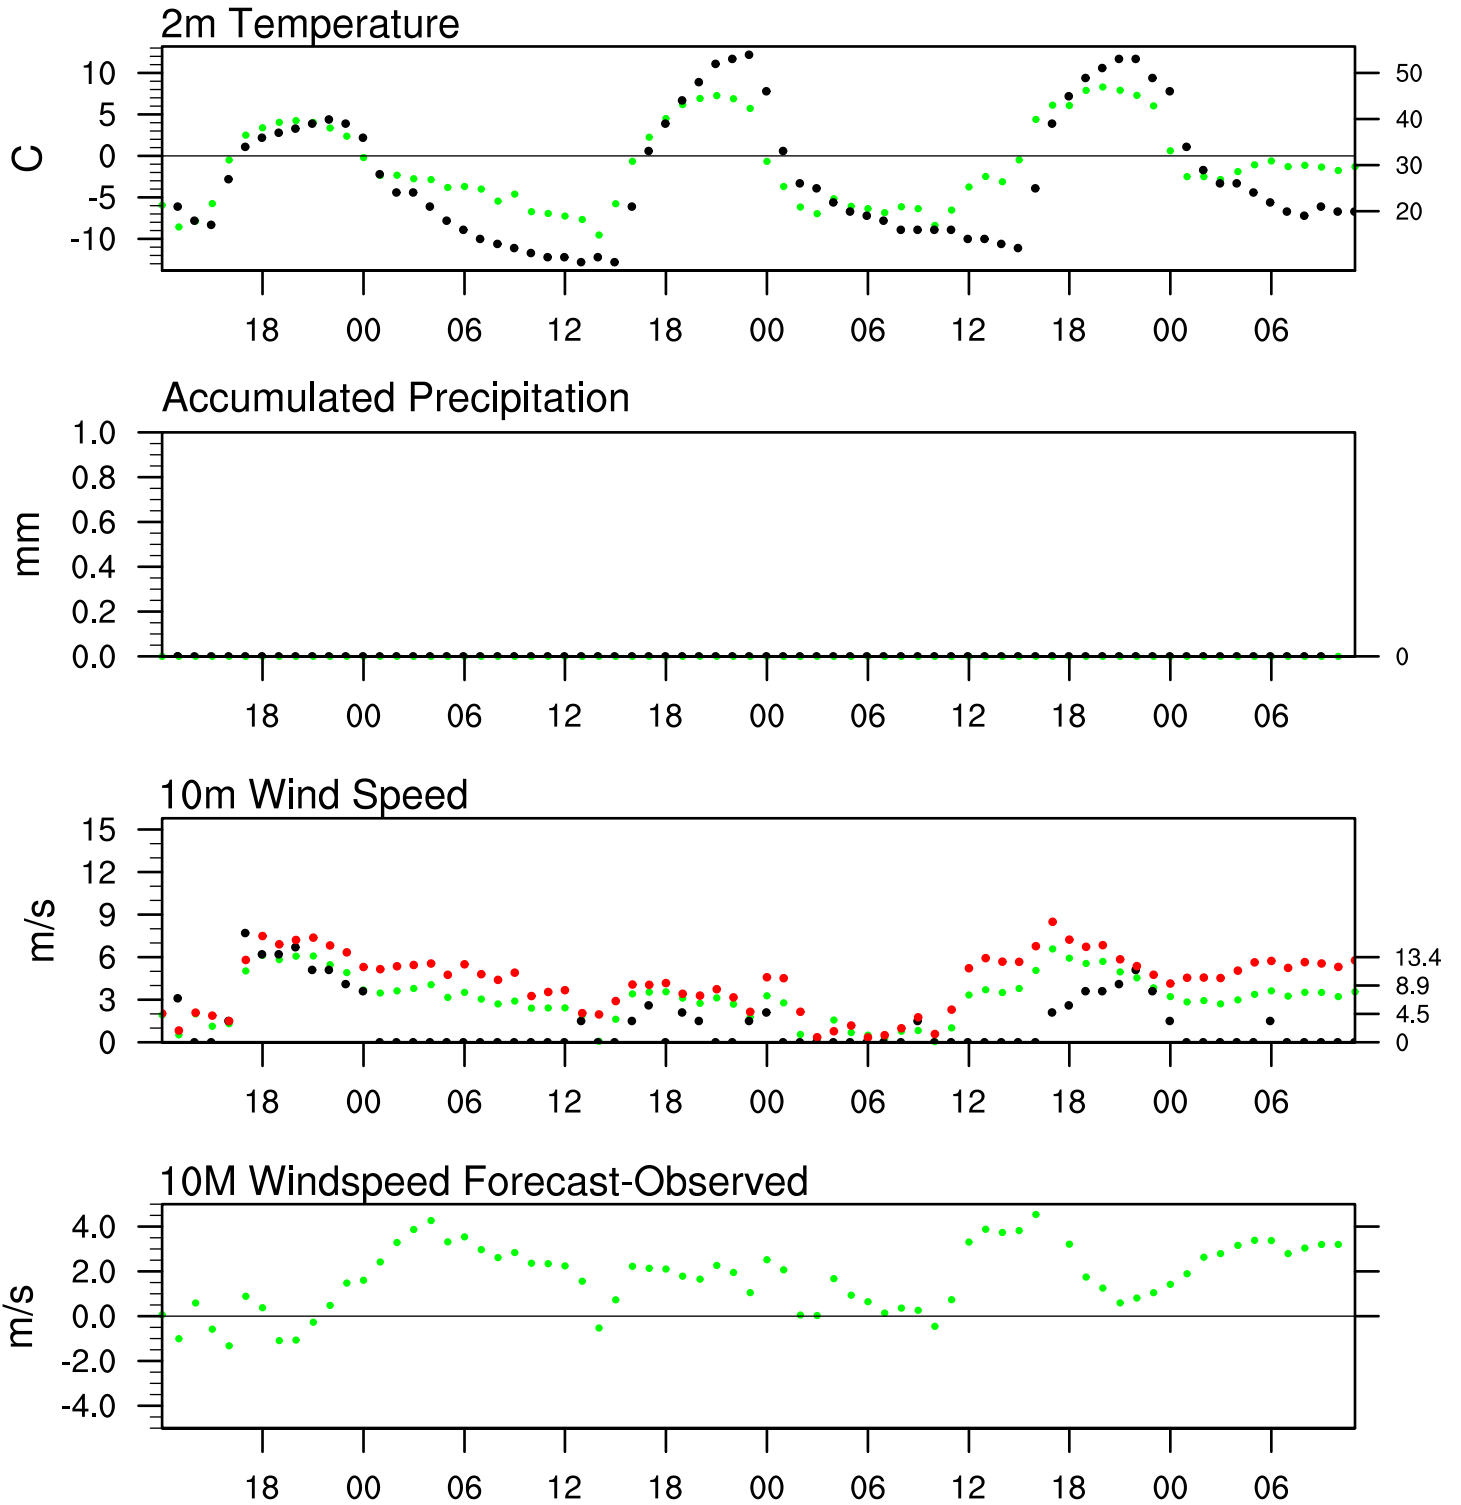 2m Temperature
10
5
0
-5
-10
C
50
40
30
20
18 00 06 12 18 00 06 12 18 00 06
Accumulated Precipitation
1.0
0.8
0.6
0.4
0.2
0.0
mm
0
18 00 06 12 18 00 06 12 18 00 06
10m Wind Speed
15
12
9
6
3
0
m/s
13.4
8.9
4.5
0
18 00 06 12 18 00 06 12 18 00 06
10M Windspeed Forecast-Observed
4.0
2.0
0.0
-2.0
-4.0
m/s
18 00 06 12 18 00 06 12 18 00 06